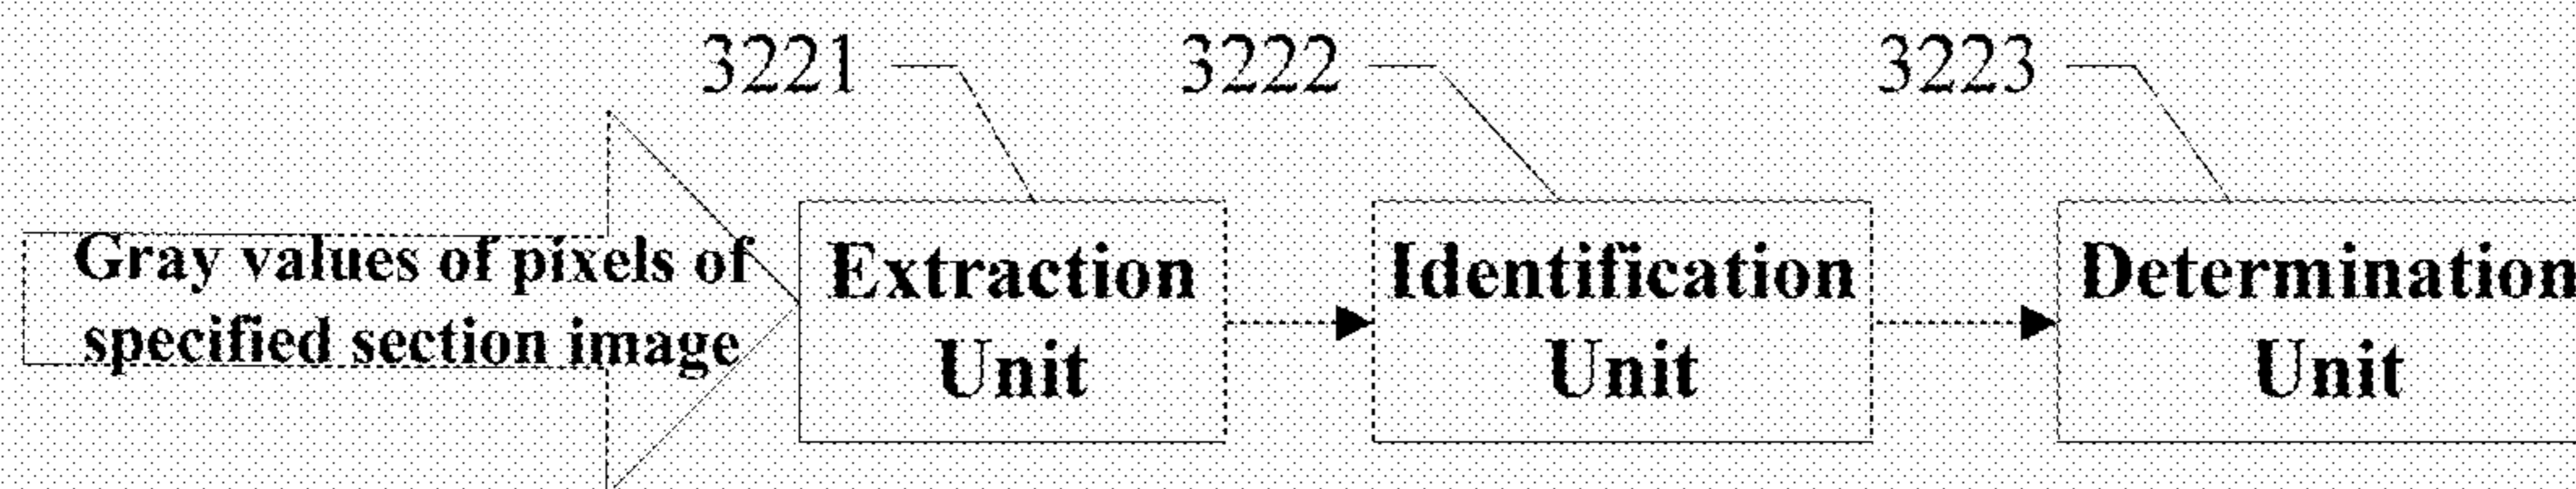 3221
3222
3223
Gray values of pixels of
specified section image
Extraction
Unit
Identification
Unit
Determination
Unit